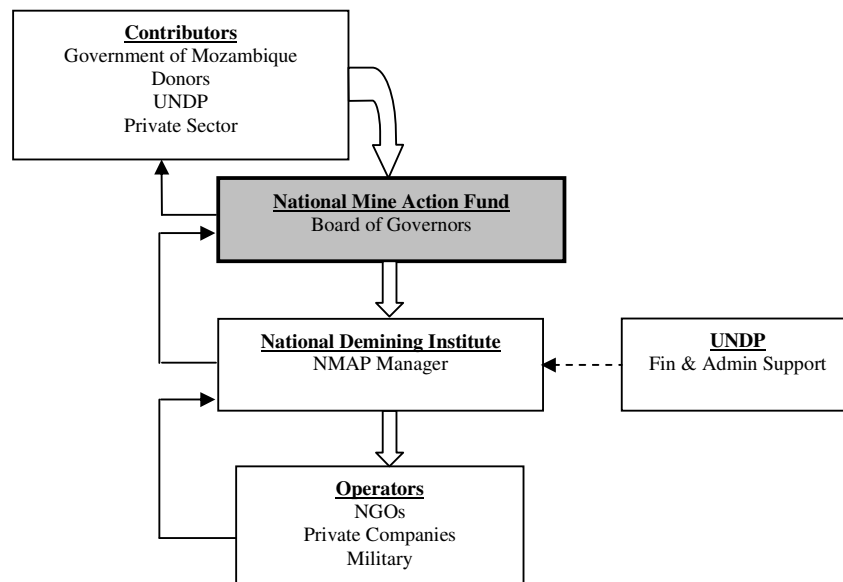 Contributors
Government of Mozambique
Donors
UNDP
Private Sector
National Mine Action Fund
Board of Governors
National Demining Institute
NMAP Manager
UNDP
Fin & Admin Support
Operators
NGOs
Private Companies
Military